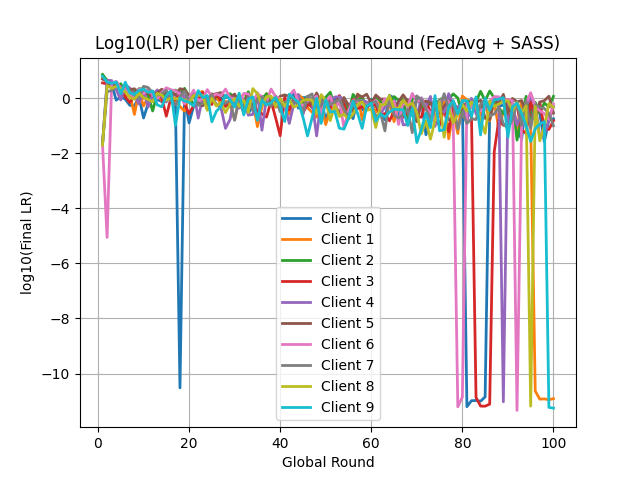 Log10(LR) per Client per Global Round (FedAvg + SASS)
log10(Final LR)
0
−2
−4
−6
−8
−10
Client 0
Client 1
Client 2
Client 3
Client 4
Client 5
Client 6
Client 7
Client 8
Client 9
0 20 40 60 80 100
Global Round